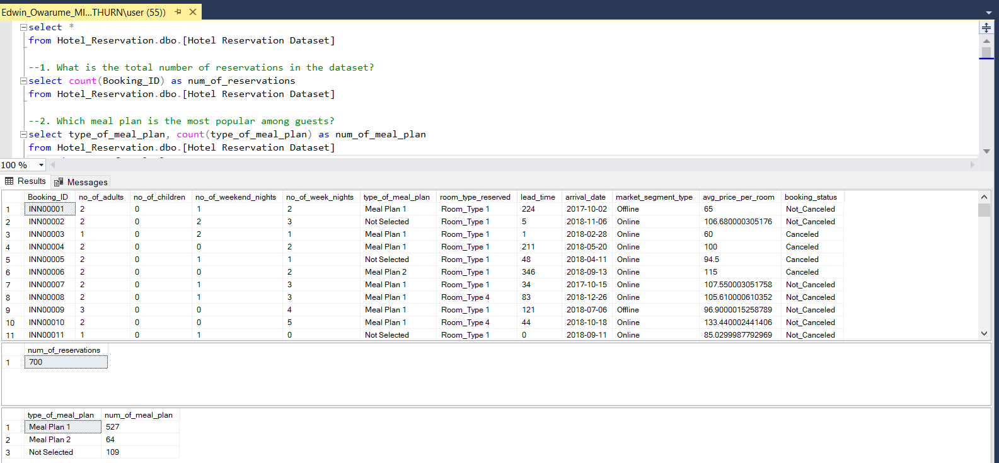 Edwin_Owarume_MI...THURN\user (55))
select *
from Hotel_Reservation.dbo.[Hotel Reservation Dataset]
--1. What is the total number of reservations in the dataset?
select count(Booking_ID) as num_of_reservations
from Hotel_Reservation.dbo.[Hotel Reservation Dataset]
--2. Which meal plan is the most popular among guests?
select type_of_meal_plan, count(type_of_meal_plan) as num_of_meal_plan
from Hotel_Reservation.dbo.[Hotel Reservation Dataset]
100 %
Results Messages
Booking_ID no_of_adults no_of_children no_of_weekend_nights no_of_week_nights type_of_meal_plan room_type_reserved lead_time arrival_date market_segment_type avg_price_per_room booking_status
1 INN00001 2 0 1 2 Meal Plan 1 Room_Type 1 224 2017-10-02 Offline 65 Not_Canceled
2 INN00002 2 0 2 3 Not Selected Room_Type 1 5 2018-11-06 Online 106.680000305176 Not_Canceled
3 INN00003 1 0 2 1 Meal Plan 1 Room_Type 1 1 2018-02-28 Online 60 Canceled
4 INN00004 2 0 0 2 Meal Plan 1 Room_Type 1 211 2018-05-20 Online 100 Canceled
5 INN00005 2 0 1 1 Not Selected Room_Type 1 48 2018-04-11 Online 94.5 Canceled
6 INN00006 2 0 0 2 Meal Plan 2 Room_Type 1 346 2018-09-13 Online 115 Canceled
7 INN00007 2 0 1 3 Meal Plan 1 Room_Type 1 34 2017-10-15 Online 107.550003051758 Not_Canceled
8 INN00008 2 0 1 3 Meal Plan 1 Room_Type 4 83 2018-12-26 Online 105.610000610352 Not_Canceled
9 INN00009 3 0 0 4 Meal Plan 1 Room_Type 1 121 2018-07-06 Offline 96.9000015258789 Not_Canceled
10 INN00010 2 0 0 5 Meal Plan 1 Room_Type 4 44 2018-10-18 Online 133.440002441406 Not_Canceled
11 INN00011 1 0 1 0 Not Selected Room_Type 1 0 2018-09-11 Online 85.0299987792969 Not_Canceled
num_of_reservations
1 700
type_of_meal_plan num_of_meal_plan
1 Meal Plan 1 527
2 Meal Plan 2 64
3 Not Selected 109